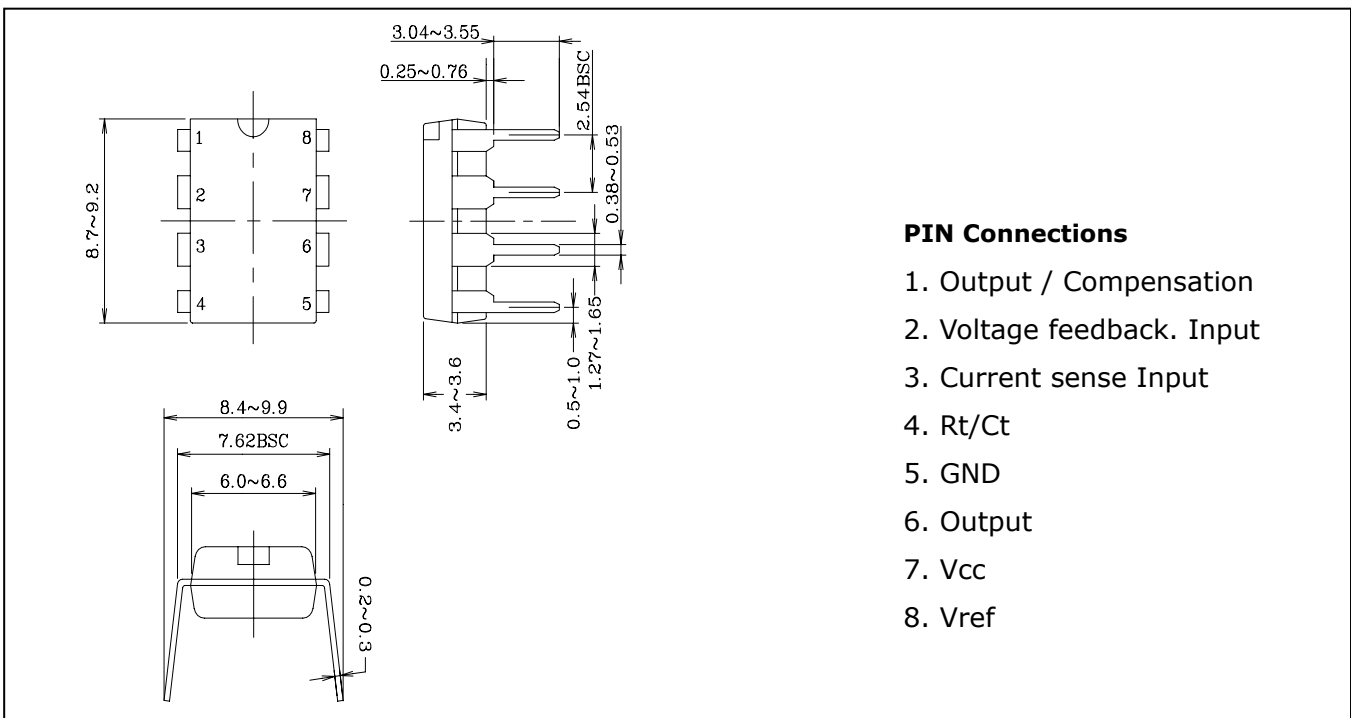 3.04~3.55
0.25~0.76
2.54BSC
0.38~0.53
1 8
2 7
3 6
4 5
8.7~9.2
3.4~3.6
0.5~1.0
1.27~1.65
8.4~9.9
7.62BSC
6.0~6.6
0.2~0.3
PIN Connections
1. Output / Compensation
2. Voltage feedback. Input
3. Current sense Input
4. Rt/Ct
5. GND
6. Output
7. Vcc
8. Vref